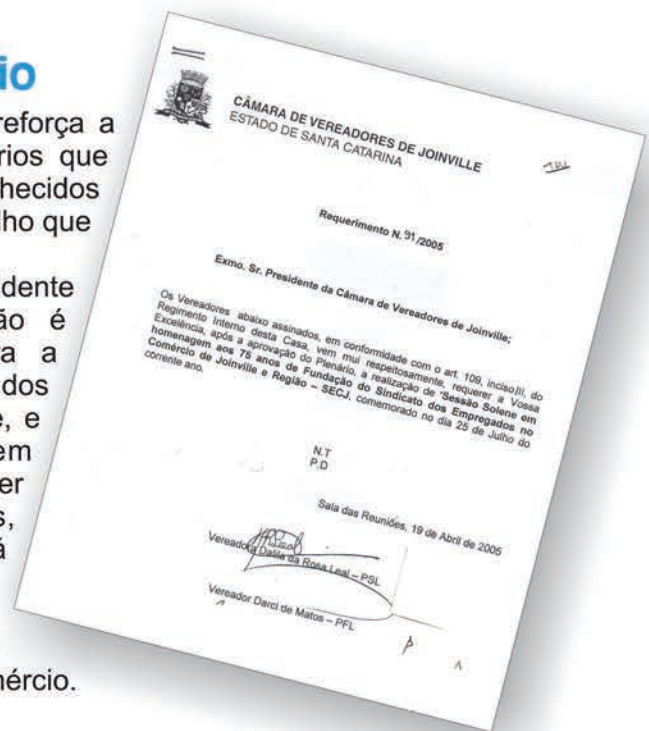 io
reforça a
rios que
hecidos
lho que
dente
ão é
ra a
dos
e, e
em
er
s,
á
mércio.
CÂMARA DE VEREADORES DE JOINVILLE
ESTADO DE SANTA CATARINA
Requerimento N. 91/2005
Exmo. Sr. Presidente da Câmara de Vereadores de Joinville;
Os Vereadores abaixo assinados, em conformidade com o art. 109, inciso III, do
Regimento Interno desta Casa, vem mui respeitosamente, requerer a Vossa
Excelência, após a aprovação do Plenário, a realização de "Sessão Solene em
homenagem aos 75 anos de Fundação do Sindicato dos Empregados no
Comércio de Joinville e Região – SECJ, comemorado no dia 25 de Julho do
corrente ano.
N.T
P.D
Sala das Reuniões, 19 de Abril de 2005
Vereadora Dalila da Rosa Leal – PSL
Vereador Darci de Matos – PFL